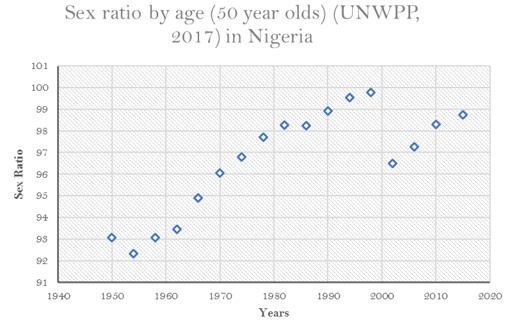 Sex ratio by age (50 year olds) (UNWPP,
2017) in Nigeria
101
100
99
98
97
96
95
94
93
92
91
1940 1950 1960 1970 1980 1990 2000 2010 2020
Sex Ratio
Years